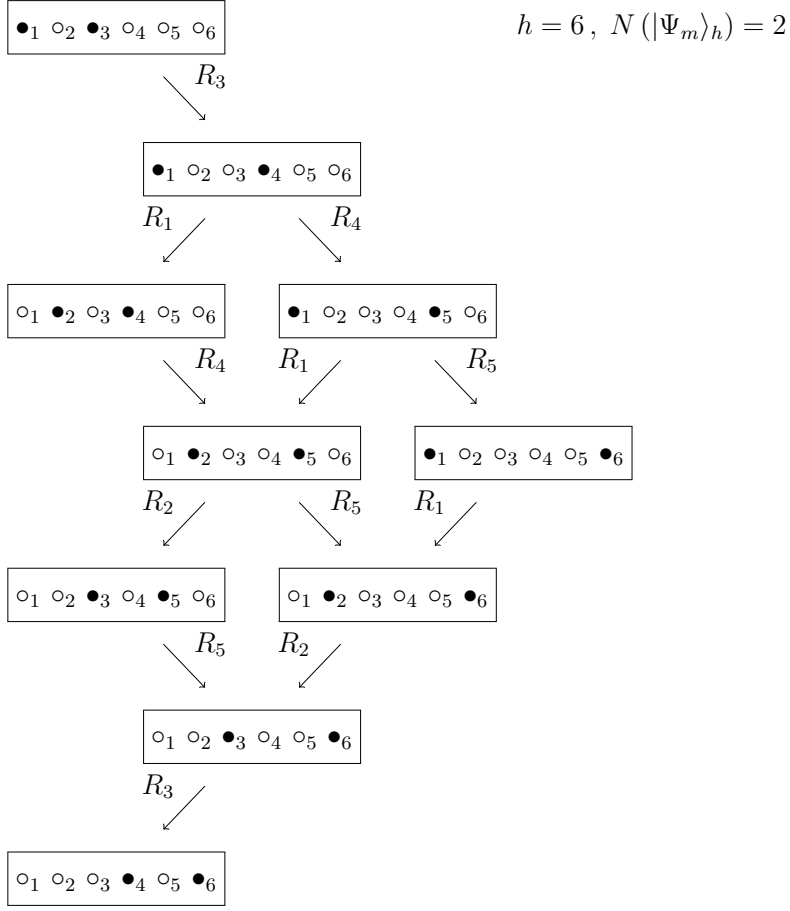 ●₁ ○₂ ●₃ ○₄ ○₅ ○₆
h = 6 , N (|Ψₘ⟩ₕ) = 2
R₃
●₁ ○₂ ○₃ ●₄ ○₅ ○₆
R₁ R₄
○₁ ●₂ ○₃ ●₄ ○₅ ○₆
●₁ ○₂ ○₃ ○₄ ●₅ ○₆
R₄ R₁ R₅
○₁ ●₂ ○₃ ○₄ ●₅ ○₆
●₁ ○₂ ○₃ ○₄ ○₅ ●₆
R₂ R₅ R₁
○₁ ○₂ ●₃ ○₄ ●₅ ○₆
○₁ ●₂ ○₃ ○₄ ○₅ ●₆
R₅ R₂
○₁ ○₂ ●₃ ○₄ ○₅ ●₆
R₃
○₁ ○₂ ○₃ ●₄ ○₅ ●₆